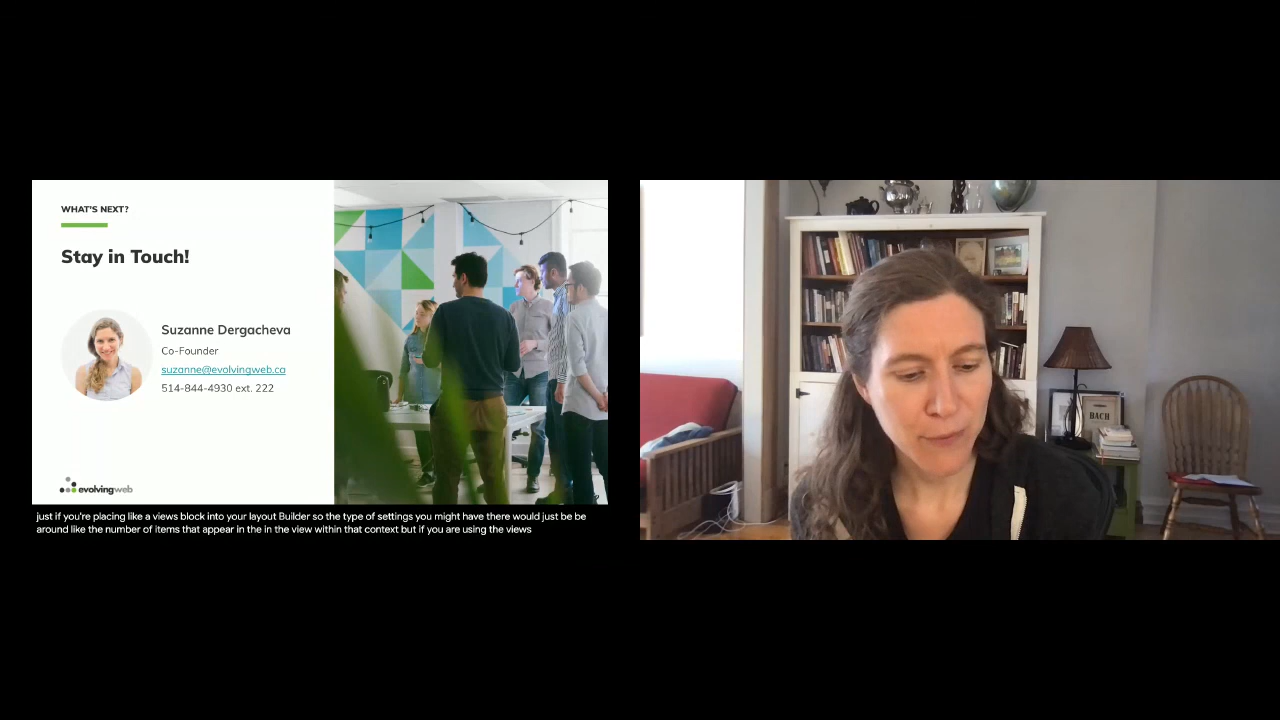 WHAT'S NEXT?
Stay in Touch!
Suzanne Dergacheva
Co-Founder
suzanne@evolvingweb.ca
514-844-4930 ext. 222
evolvingweb
just if you're placing like a views block into your layout Builder so the type of settings you might have there would just be be
around like the number of items that appear in the in the view within that context but if you are using the views
BACH